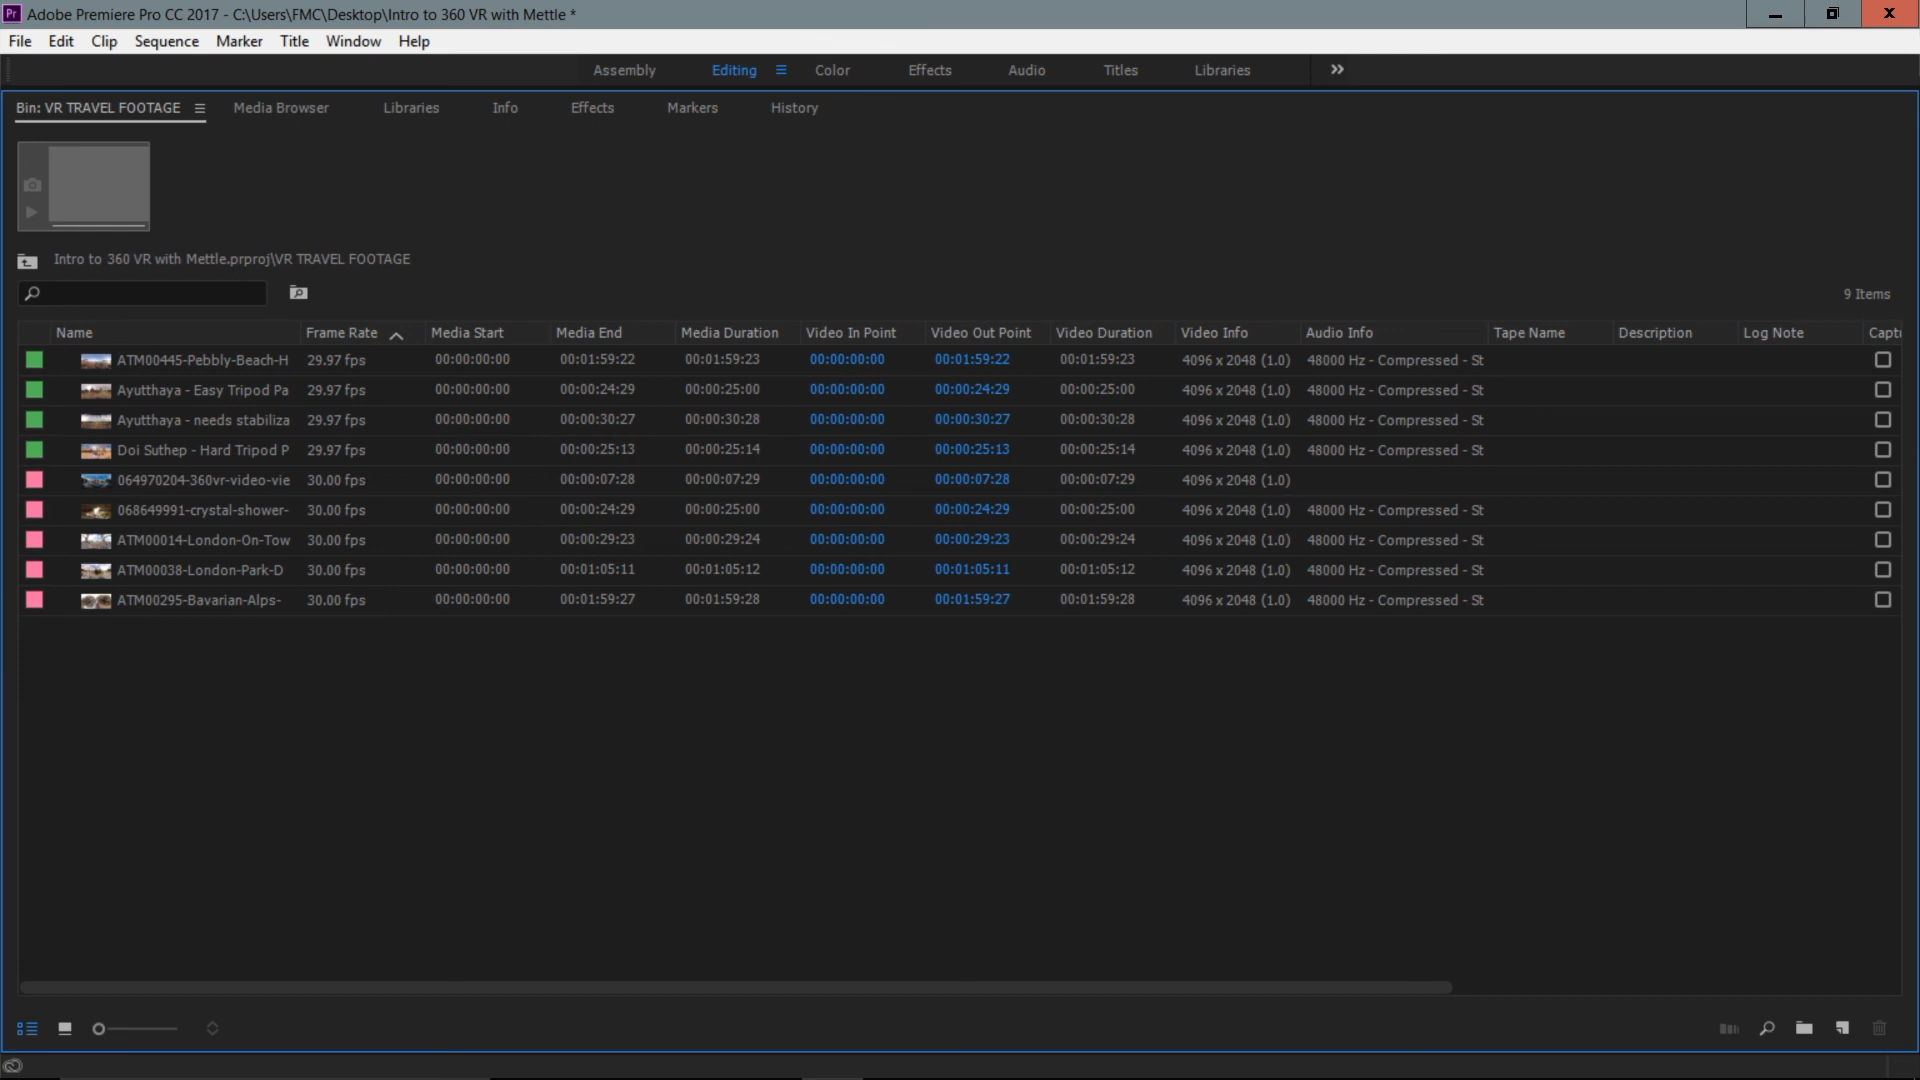 Pr Adobe Premiere Pro CC 2017 - C:\Users\FMC\Desktop\Intro to 360 VR with Mettle *
File Edit Clip Sequence Marker Title Window Help
Assembly Editing Color Effects Audio Titles Libraries
Bin: VR TRAVEL FOOTAGE Media Browser Libraries Info Effects Markers History
Intro to 360 VR with Mettle.prproj\VR TRAVEL FOOTAGE
9 Items
Name Frame Rate Media Start Media End Media Duration Video In Point Video Out Point Video Duration Video Info Audio Info Tape Name Description Log Note Captu
ATM00445-Pebbly-Beach-H 29.97 fps 00:00:00:00 00:01:59:22 00:01:59:23 00:00:00:00 00:01:59:22 00:01:59:23 4096 x 2048 (1.0) 48000 Hz - Compressed - St
Ayutthaya - Easy Tripod Pa 29.97 fps 00:00:00:00 00:00:24:29 00:00:25:00 00:00:00:00 00:00:24:29 00:00:25:00 4096 x 2048 (1.0) 48000 Hz - Compressed - St
Ayutthaya - needs stabiliza 29.97 fps 00:00:00:00 00:00:30:27 00:00:30:28 00:00:00:00 00:00:30:27 00:00:30:28 4096 x 2048 (1.0) 48000 Hz - Compressed - St
Doi Suthep - Hard Tripod P 29.97 fps 00:00:00:00 00:00:25:13 00:00:25:14 00:00:00:00 00:00:25:13 00:00:25:14 4096 x 2048 (1.0) 48000 Hz - Compressed - St
064970204-360vr-video-vie 30.00 fps 00:00:00:00 00:00:07:28 00:00:07:29 00:00:00:00 00:00:07:28 00:00:07:29 4096 x 2048 (1.0)
068649991-crystal-shower- 30.00 fps 00:00:00:00 00:00:24:29 00:00:25:00 00:00:00:00 00:00:24:29 00:00:25:00 4096 x 2048 (1.0) 48000 Hz - Compressed - St
ATM00014-London-On-Tow 30.00 fps 00:00:00:00 00:00:29:23 00:00:29:24 00:00:00:00 00:00:29:23 00:00:29:24 4096 x 2048 (1.0) 48000 Hz - Compressed - St
ATM00038-London-Park-D 30.00 fps 00:00:00:00 00:01:05:11 00:01:05:12 00:00:00:00 00:01:05:11 00:01:05:12 4096 x 2048 (1.0) 48000 Hz - Compressed - St
ATM00295-Bavarian-Alps- 30.00 fps 00:00:00:00 00:01:59:27 00:01:59:28 00:00:00:00 00:01:59:27 00:01:59:28 4096 x 2048 (1.0) 48000 Hz - Compressed - St